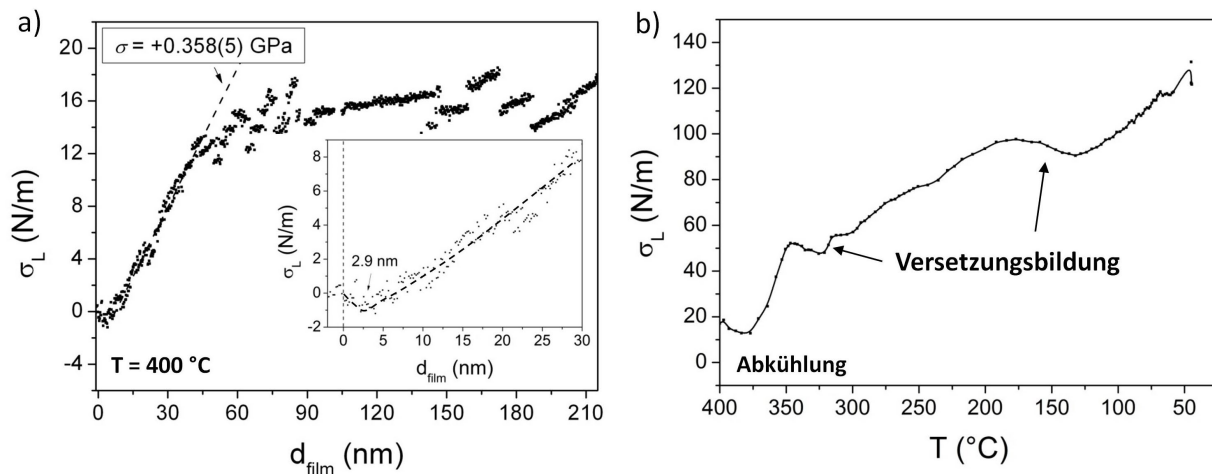 a)
σ = +0.358(5) GPa
σL (N/m)
20
16
12
8
4
0
-4
T = 400 °C
0 30 60 90 120 150 180 210
dfilm (nm)
σL (N/m)
8
6
4
2
0
-2
2.9 nm
0 5 10 15 20 25 30
dfilm (nm)
b)
σL (N/m)
140
120
100
80
60
40
20
0
Versetzungsbildung
Abkühlung
400 350 300 250 200 150 100 50
T (°C)